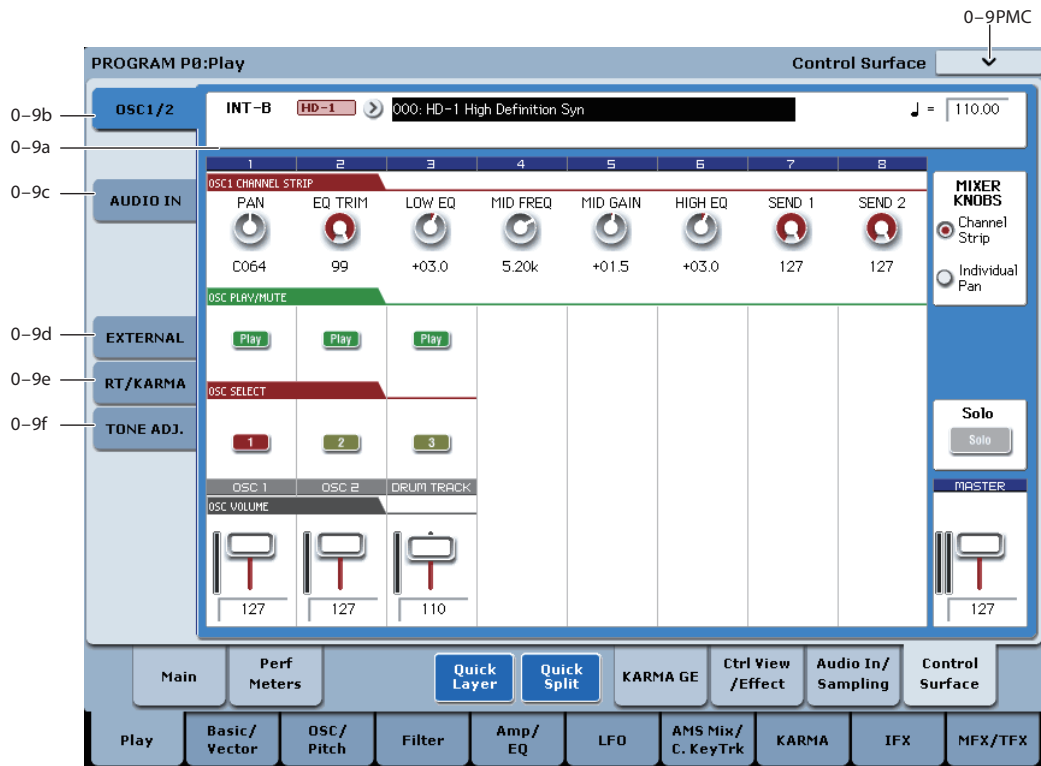 0–9PMC
PROGRAM P0:Play
Control Surface
0–9b
OSC1/2
INT-B
HD-1
000: HD-1 High Definition Syn
♩ = 110.00
0–9a
1 2 3 4 5 6 7 8
0–9c
AUDIO IN
OSC1 CHANNEL STRIP
PAN EQ TRIM LOW EQ MID FREQ MID GAIN HIGH EQ SEND 1 SEND 2
C064 99 +03.0 5.20k +01.5 +03.0 127 127
MIXER
KNOBS
Channel
Strip
Individual
Pan
OSC PLAY/MUTE
0–9d
EXTERNAL
Play Play Play
0–9e
RT/KARMA
OSC SELECT
0–9f
TONE ADJ.
1 2 3
Solo
Solo
OSC 1 OSC 2 DRUM TRACK
MASTER
OSC VOLUME
127 127 110
127
Main
Perf
Meters
Quick
Layer
Quick
Split
KARMA GE
Ctrl View
/Effect
Audio In/
Sampling
Control
Surface
Play
Basic/
Vector
OSC/
Pitch
Filter
Amp/
EQ
LFO
AMS Mix/
C. KeyTrk
KARMA
IFX
MFX/TFX